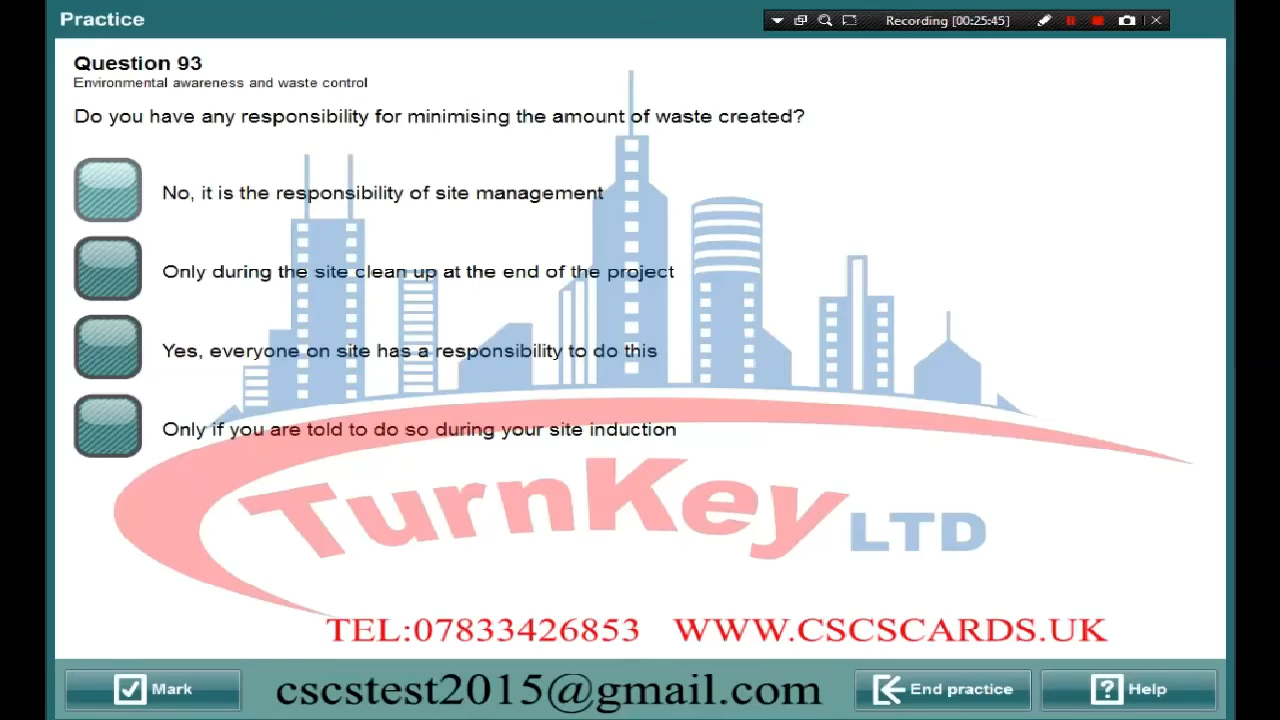 Practice
Recording [00:25:45]
Question 93
Environmental awareness and waste control
Do you have any responsibility for minimising the amount of waste created?
No, it is the responsibility of site management
Only during the site clean up at the end of the project
Yes, everyone on site has a responsibility to do this
Only if you are told to do so during your site induction
TurnKey LTD
TEL:07833426853 WWW.CSCSCARDS.UK
Mark
cscstest2015@gmail.com
End practice
? Help